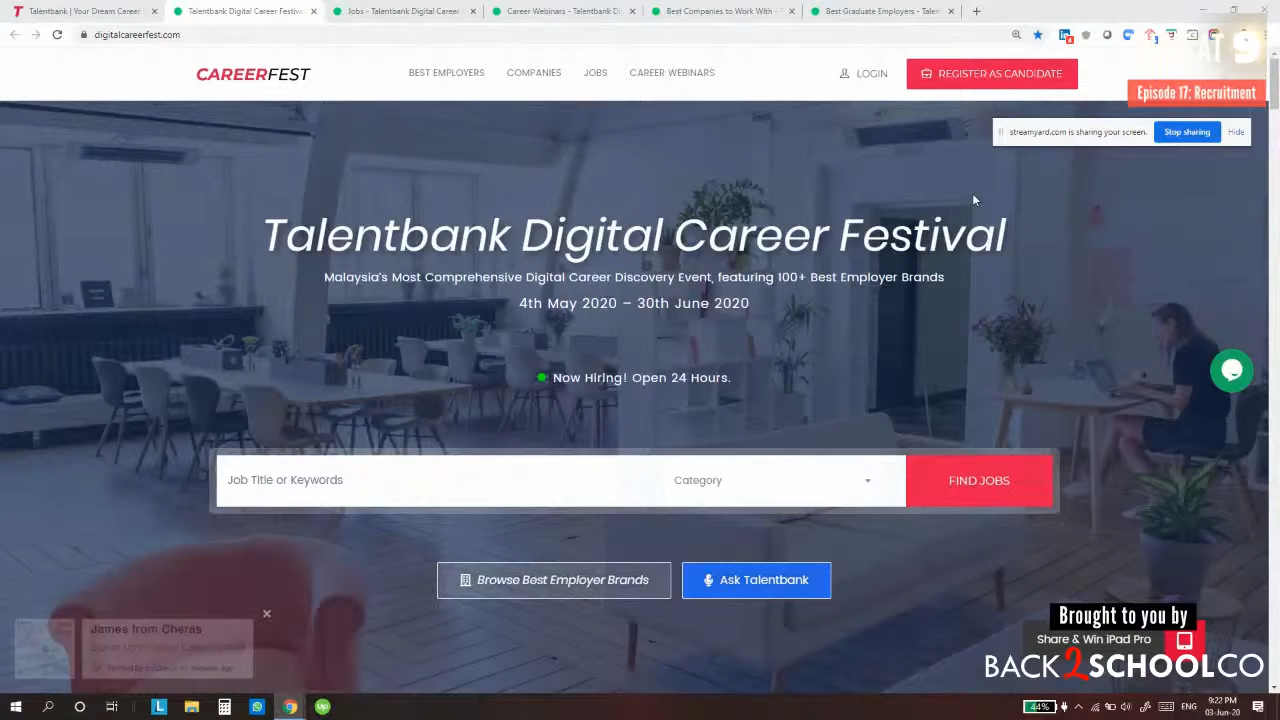 Talentbank | Your Dream Career
Talentbank Digital Career Festiva
Jobs - Talentbank Digital Career
Career Webinars - Talentbank Di
Best Companies to Work With -
Best Graduate Employers - Talen
digitalcareerfest.com
CAREERFEST
BEST EMPLOYERS
COMPANIES
JOBS
CAREER WEBINARS
LOGIN
REGISTER AS CANDIDATE
AT 9
Episode 17: Recruitment
streamyard.com is sharing your screen.
Stop sharing
Hide
Talentbank Digital Career Festival
Malaysia's Most Comprehensive Digital Career Discovery Event, featuring 100+ Best Employer Brands
4th May 2020 – 30th June 2020
Now Hiring! Open 24 Hours.
Job Title or Keywords
Category
FIND JOBS
Browse Best Employer Brands
Ask Talentbank
James from Cheras
Brought to you by
Share & Win iPad Pro
BACK2SCHOOLCO
44%
ENG
9:22 PM
03-Jun-20